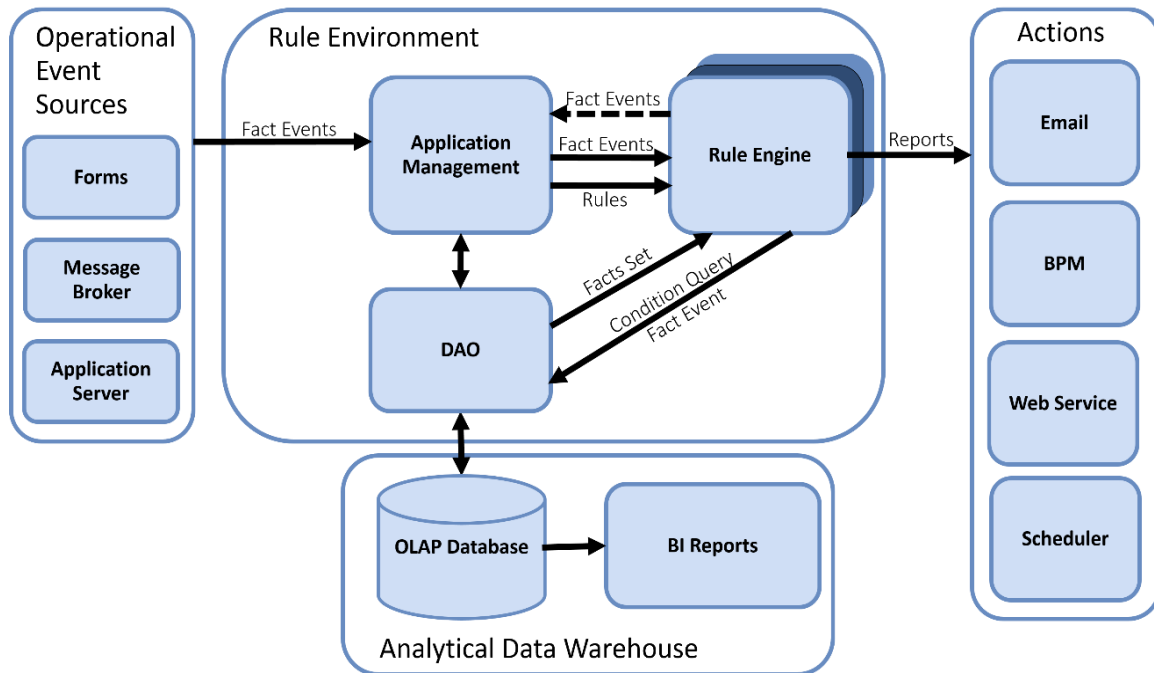 Operational
Event
Sources
Forms
Message
Broker
Application
Server
Fact Events
Rule Environment
Application
Management
Fact Events
Fact Events
Rules
Rule Engine
Facts Set
Condition Query
Fact Event
DAO
Reports
Actions
Email
BPM
Web Service
Scheduler
OLAP Database
BI Reports
Analytical Data Warehouse